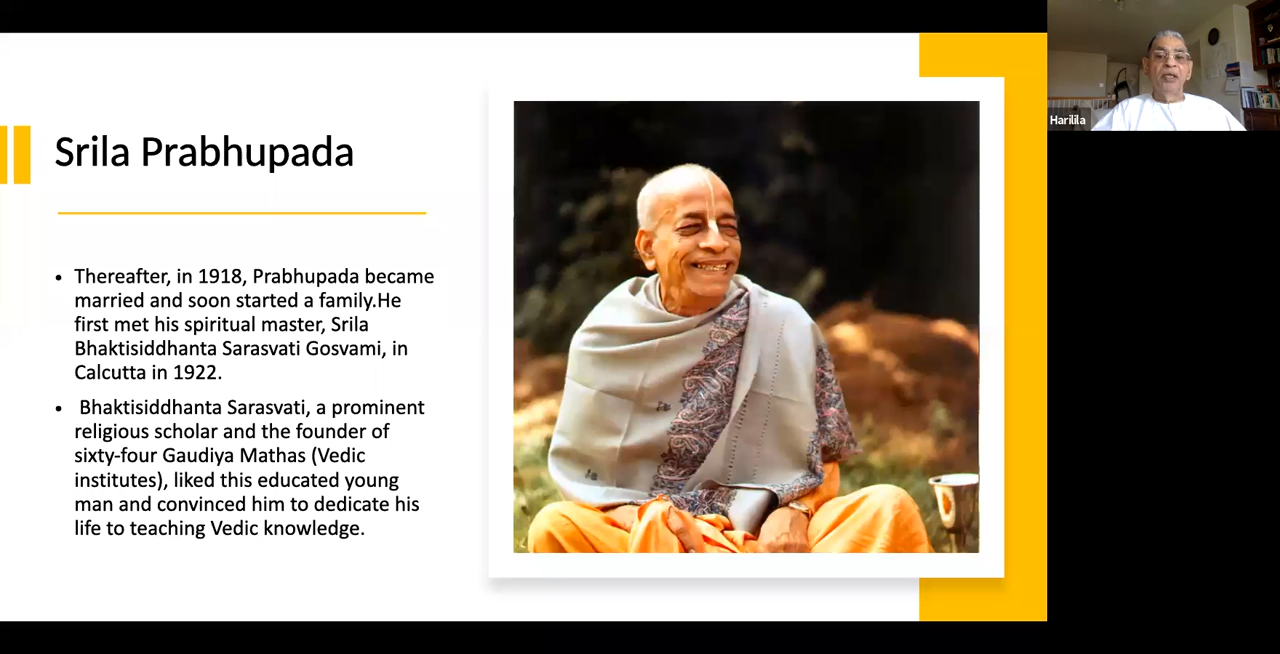 Srila Prabhupada
• Thereafter, in 1918, Prabhupada became
married and soon started a family.He
first met his spiritual master, Srila
Bhaktisiddhanta Sarasvati Gosvami, in
Calcutta in 1922.
• Bhaktisiddhanta Sarasvati, a prominent
religious scholar and the founder of
sixty-four Gaudiya Mathas (Vedic
institutes), liked this educated young
man and convinced him to dedicate his
life to teaching Vedic knowledge.
Harilila